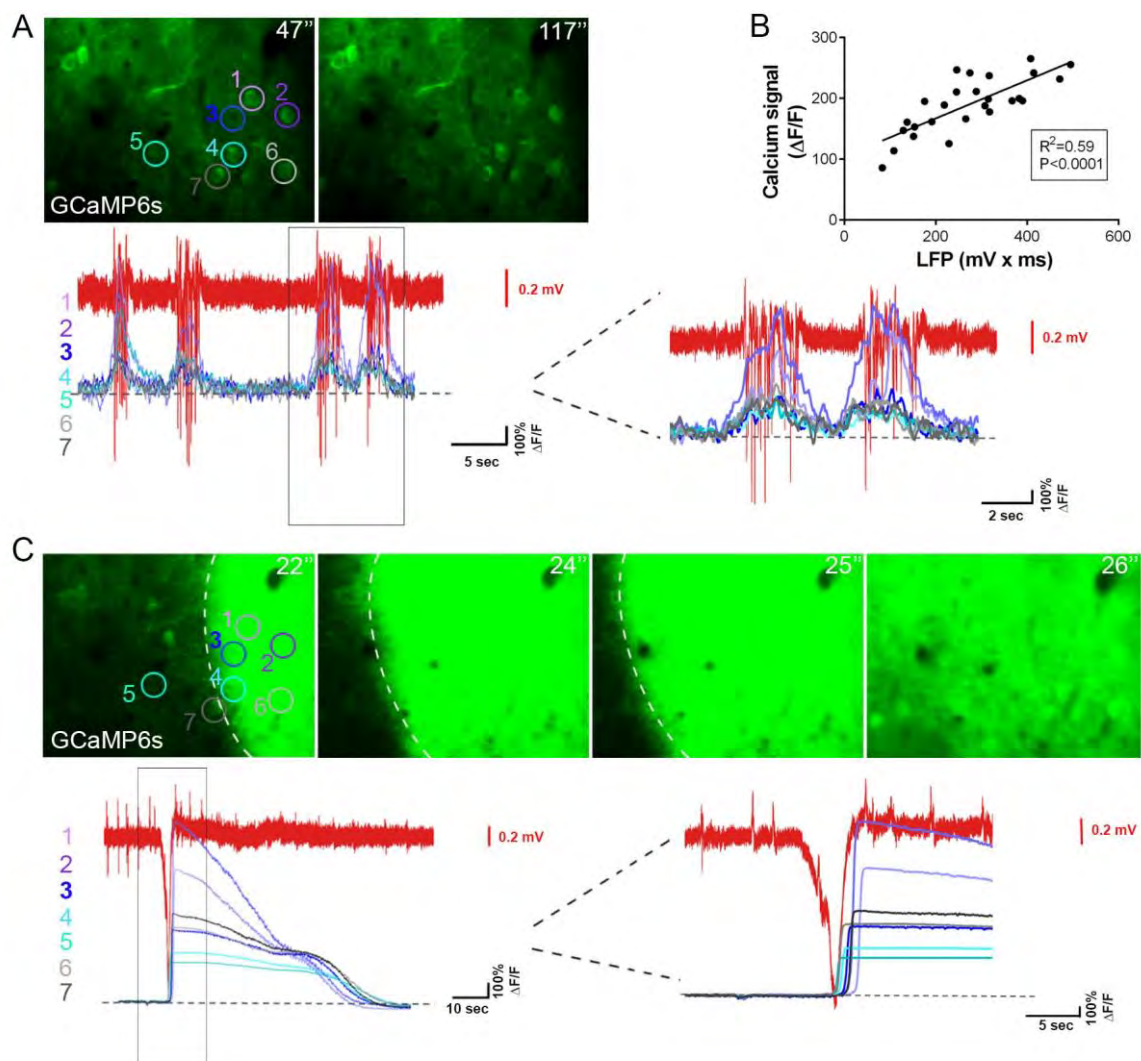 A
47”
117”
1
2
3
5
4
6
7
GCaMP6s
B
300
200
100
0
Calcium signal
(ΔF/F)
R²=0.59
P<0.0001
0
200
400
600
LFP (mV x ms)
1
2
3
4
5
6
7
0.2 mV
100%
ΔF/F
5 sec
0.2 mV
100%
ΔF/F
2 sec
C
22”
24”
25”
26”
1
3
2
5
4
6
7
GCaMP6s
1
2
3
4
5
6
7
0.2 mV
100%
ΔF/F
10 sec
0.2 mV
100%
ΔF/F
5 sec